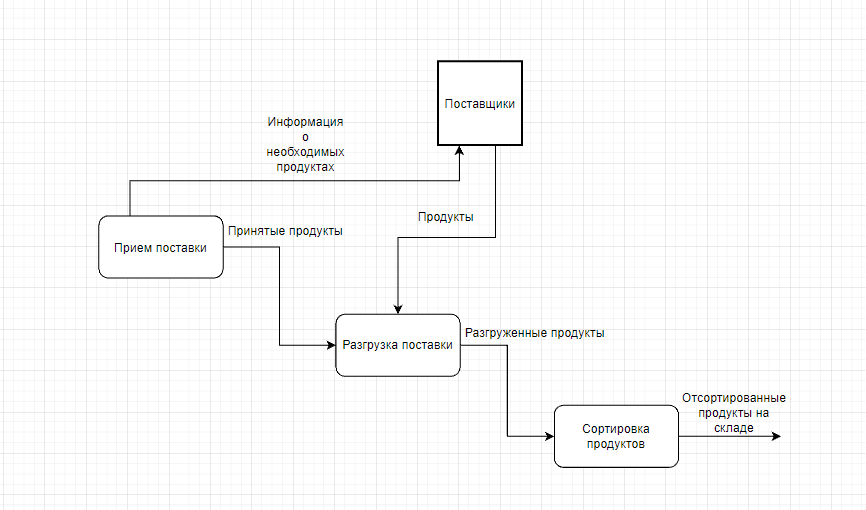 Поставщики
Информация
о
необходимых
продуктах
Продукты
Принятые продукты
Прием поставки
Разгруженные продукты
Разгрузка поставки
Отсортированные
продукты на
складе
Сортировка
продуктов